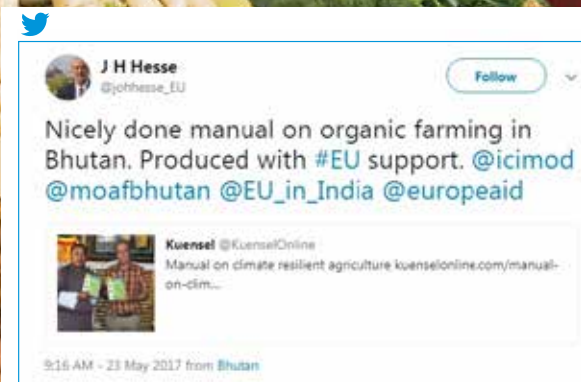 J H Hesse
@johhesse_EU
Follow
Nicely done manual on organic farming in
Bhutan. Produced with #EU support. @icimod
@moafbhutan @EU_in_India @europeaid
Kuensel @KuenselOnline
Manual on climate resilient agriculture kuenselonline.com/manual-
on-clim...
9:16 AM - 23 May 2017 from Bhutan